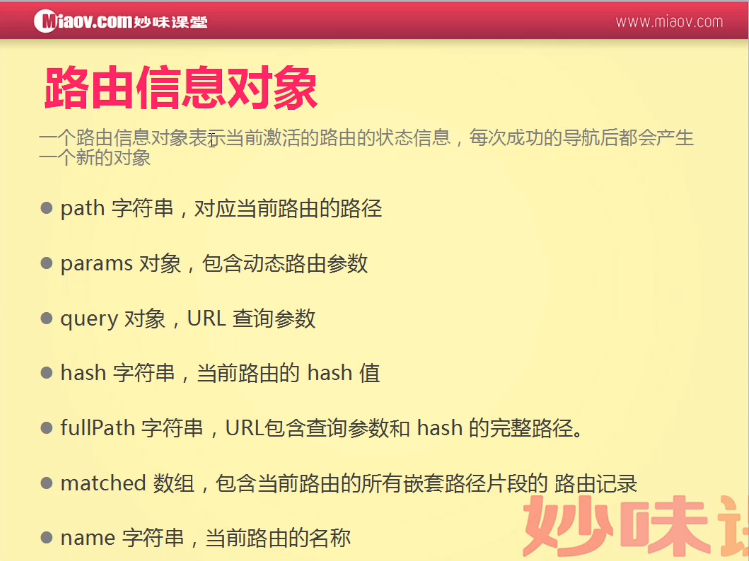 Miaov.com妙味课堂
www.miaov.com
路由信息对象
一个路由信息对象表示当前激活的路由的状态信息，每次成功的导航后都会产生
一个新的对象
path 字符串，对应当前路由的路径
params 对象，包含动态路由参数
query 对象，URL 查询参数
hash 字符串，当前路由的 hash 值
fullPath 字符串，URL包含查询参数和 hash 的完整路径。
matched 数组，包含当前路由的所有嵌套路径片段的 路由记录
name 字符串，当前路由的名称
妙味